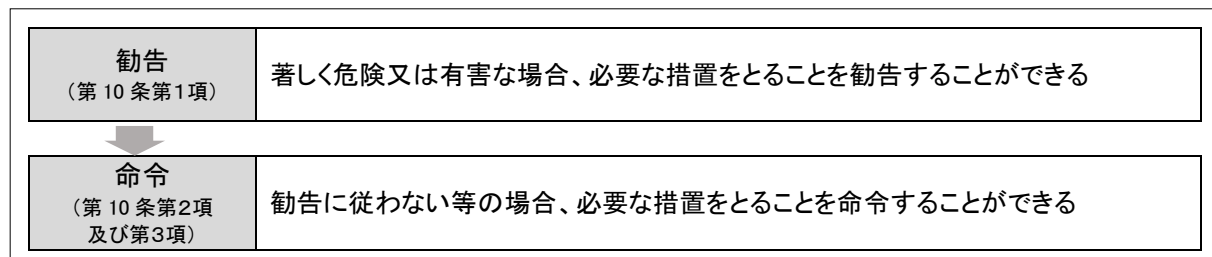 勧告
（第 10 条第１項）
著しく危険又は有害な場合、必要な措置をとることを勧告することができる
命令
（第 10 条第２項
及び第３項）
勧告に従わない等の場合、必要な措置をとることを命令することができる